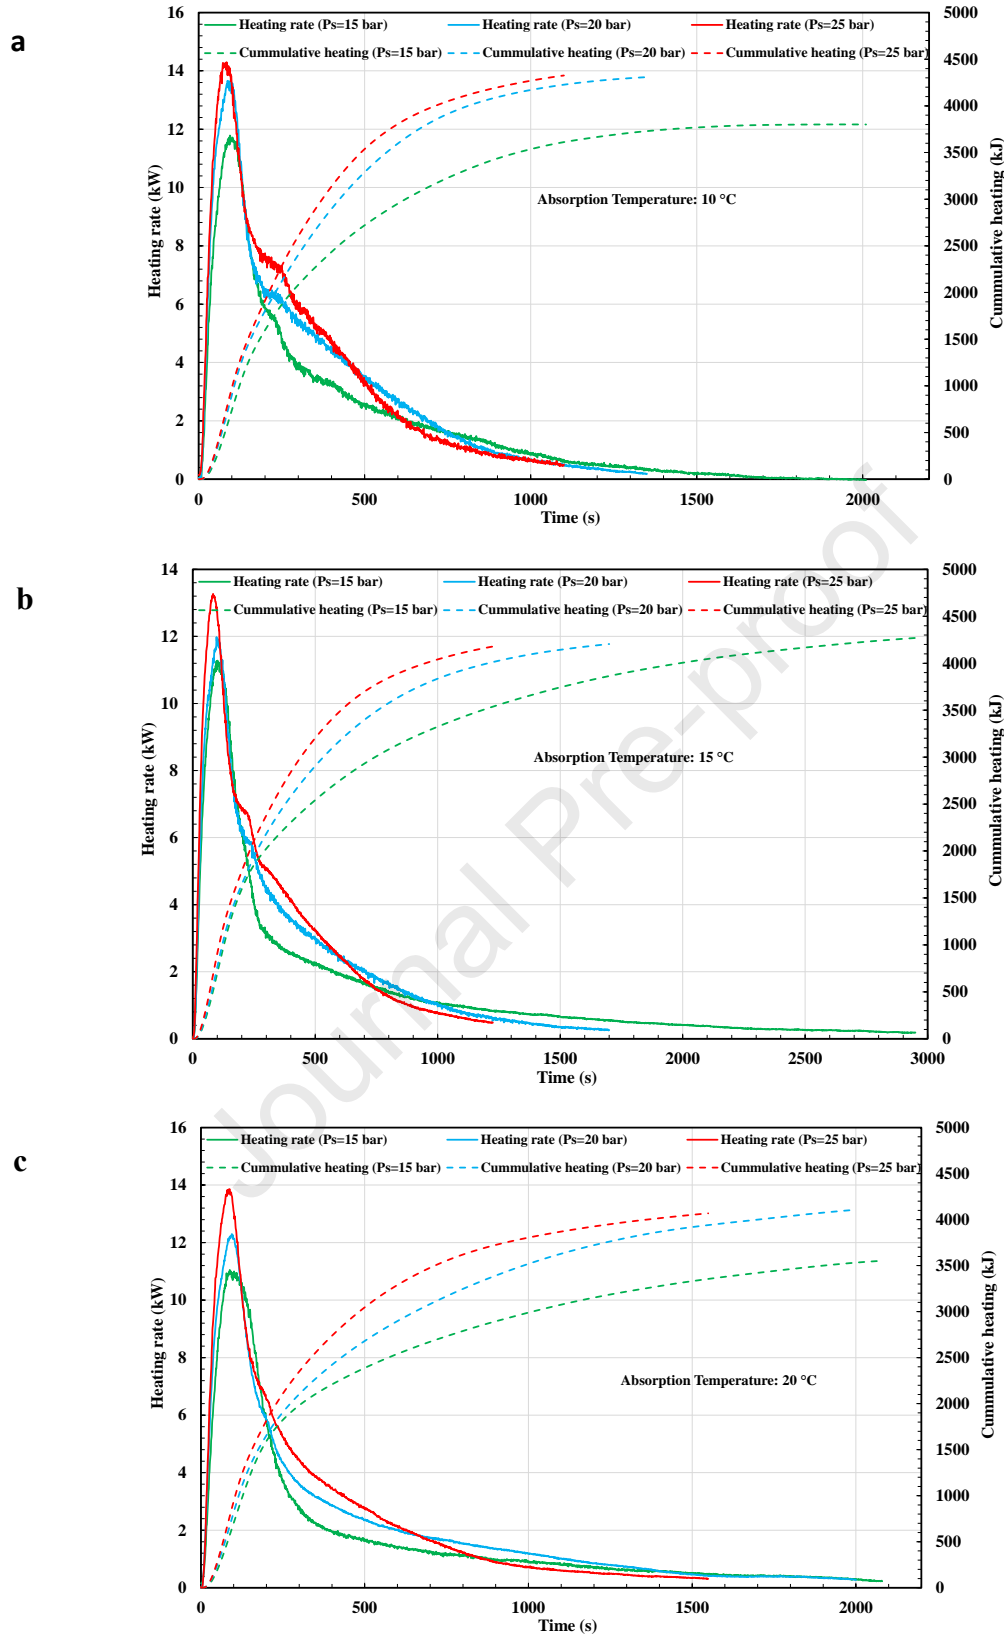 a
Heating rate (Ps=15 bar) Heating rate (Ps=20 bar) Heating rate (Ps=25 bar)
Cummulative heating (Ps=15 bar) Cummulative heating (Ps=20 bar) Cummulative heating (Ps=25 bar)
Heating rate (kW)
16
14
12
10
8
6
4
2
0
Absorption Temperature: 10 °C
5000
4500
4000
3500
3000
2500
2000
1500
1000
500
0
Cummulative heating (kJ)
0 500 1000 1500 2000
Time (s)
b
Heating rate (Ps=15 bar) Heating rate (Ps=20 bar) Heating rate (Ps=25 bar)
Cummulative heating (Ps=15 bar) Cummulative heating (Ps=20 bar) Cummulative heating (Ps=25 bar)
Heating rate (kW)
14
12
10
8
6
4
2
0
Absorption Temperature: 15 °C
5000
4500
4000
3500
3000
2500
2000
1500
1000
500
0
Cummulative heating (kJ)
0 500 1000 1500 2000 2500 3000
Time (s)
c
Heating rate (Ps=15 bar) Heating rate (Ps=20 bar) Heating rate (Ps=25 bar)
Cummulative heating (Ps=15 bar) Cummulative heating (Ps=20 bar) Cummulative heating (Ps=25 bar)
Heating rate (kW)
16
14
12
10
8
6
4
2
0
Absorption Temperature: 20 °C
5000
4500
4000
3500
3000
2500
2000
1500
1000
500
0
Cummulative heating (kJ)
0 500 1000 1500 2000
Time (s)
Journal Pre-proof